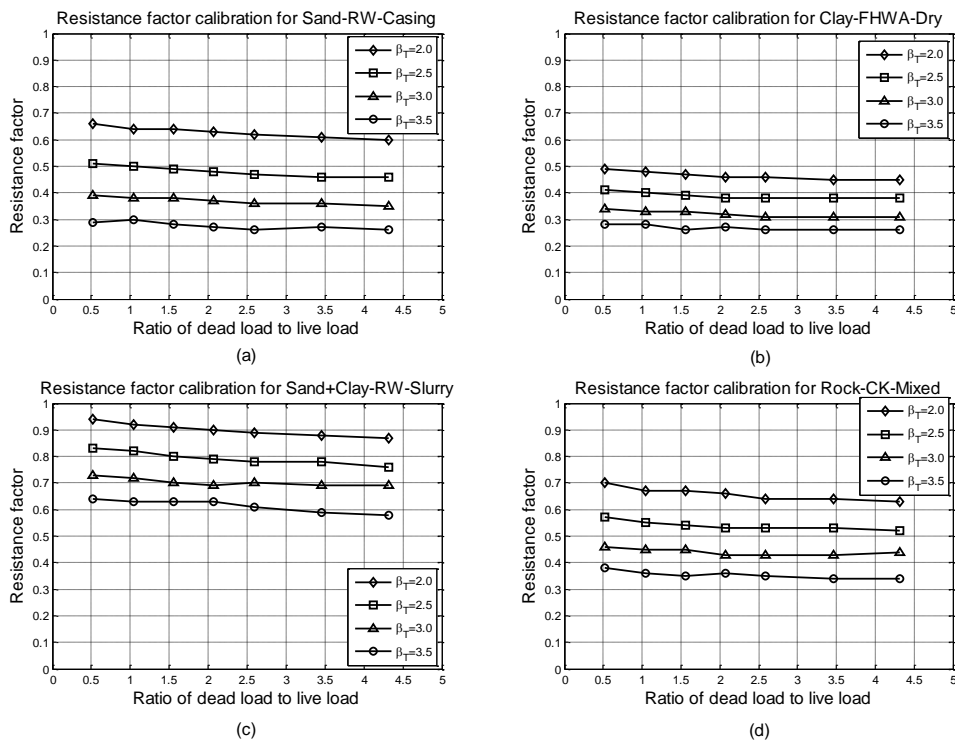 Resistance factor calibration for Sand-RW-Casing
Resistance factor
1
0.9
0.8
0.7
0.6
0.5
0.4
0.3
0.2
0.1
0
0 0.5 1 1.5 2 2.5 3 3.5 4 4.5 5
Ratio of dead load to live load
βT=2.0
βT=2.5
βT=3.0
βT=3.5
(a)
Resistance factor calibration for Clay-FHWA-Dry
Resistance factor
1
0.9
0.8
0.7
0.6
0.5
0.4
0.3
0.2
0.1
0
0 0.5 1 1.5 2 2.5 3 3.5 4 4.5 5
Ratio of dead load to live load
βT=2.0
βT=2.5
βT=3.0
βT=3.5
(b)
Resistance factor calibration for Sand+Clay-RW-Slurry
Resistance factor
1
0.9
0.8
0.7
0.6
0.5
0.4
0.3
0.2
0.1
0
0 0.5 1 1.5 2 2.5 3 3.5 4 4.5 5
Ratio of dead load to live load
βT=2.0
βT=2.5
βT=3.0
βT=3.5
(c)
Resistance factor calibration for Rock-CK-Mixed
Resistance factor
1
0.9
0.8
0.7
0.6
0.5
0.4
0.3
0.2
0.1
0
0 0.5 1 1.5 2 2.5 3 3.5 4 4.5 5
Ratio of dead load to live load
βT=2.0
βT=2.5
βT=3.0
βT=3.5
(d)